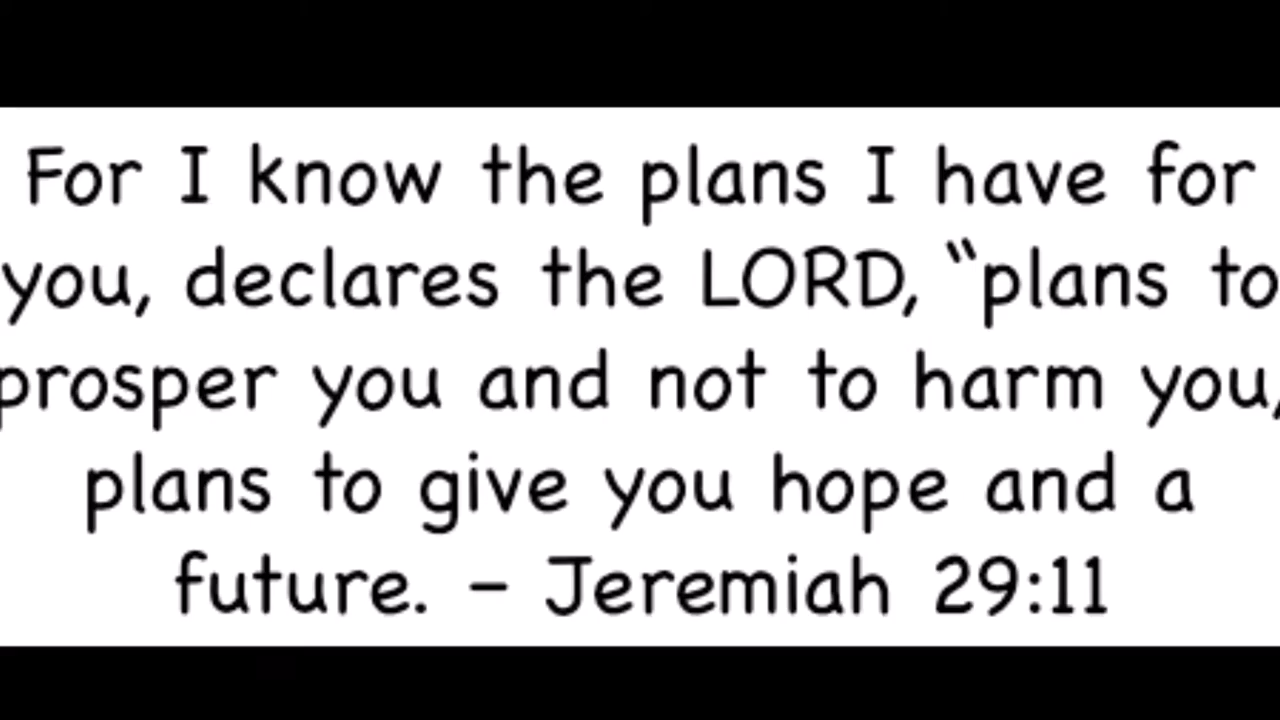 For I know the plans I have for
you, declares the LORD, “plans to
prosper you and not to harm you,
plans to give you hope and a
future. – Jeremiah 29:11